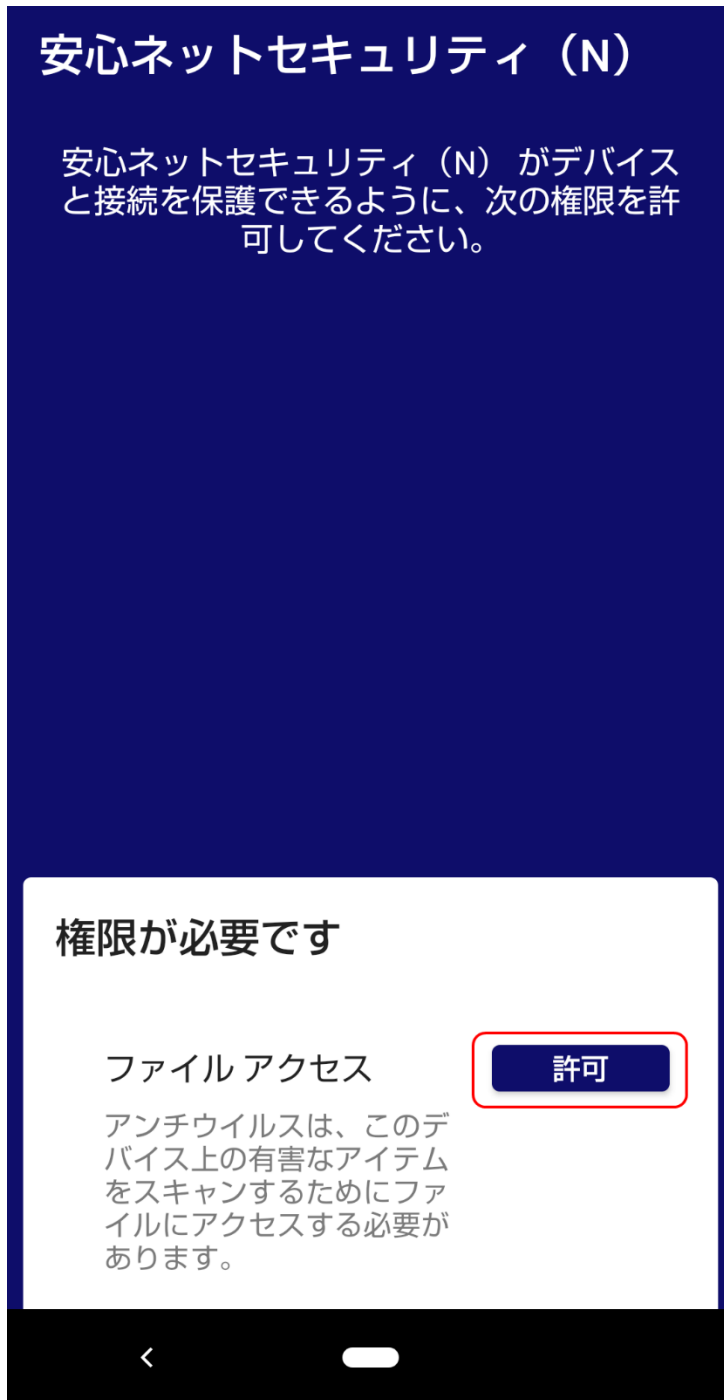 安心ネットセキュリティ（N）
安心ネットセキュリティ（N） がデバイス
と接続を保護できるように、次の権限を許
可してください。
権限が必要です
ファイル アクセス
許可
アンチウイルスは、このデ
バイス上の有害なアイテム
をスキャンするためにファ
イルにアクセスする必要が
あります。